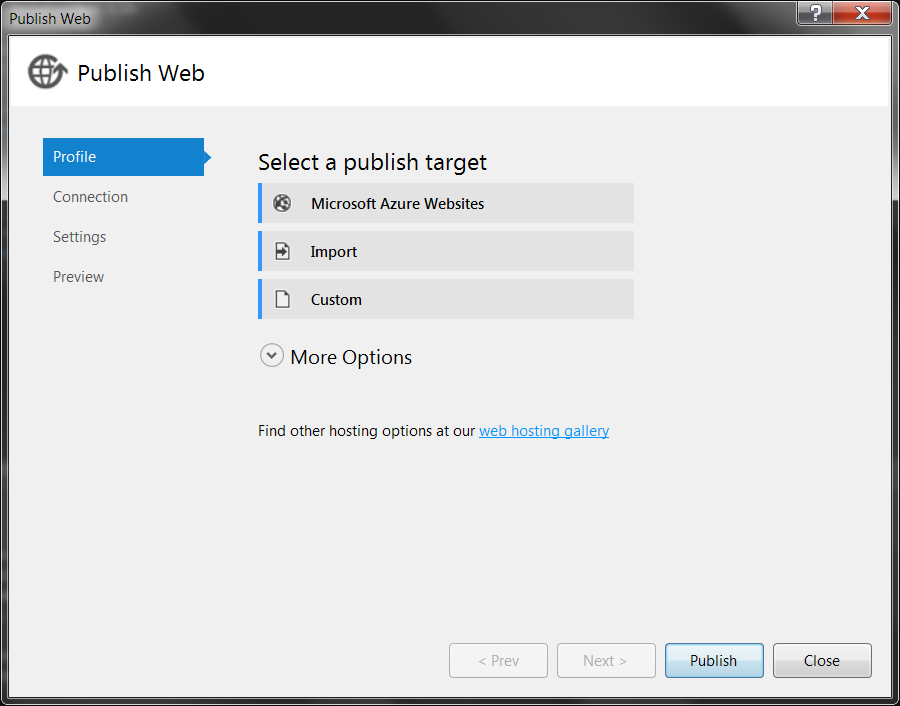 Publish Web
?
X
Publish Web
Profile
Connection
Settings
Preview
Select a publish target
Microsoft Azure Websites
Import
Custom
More Options
Find other hosting options at our web hosting gallery
< Prev
Next >
Publish
Close